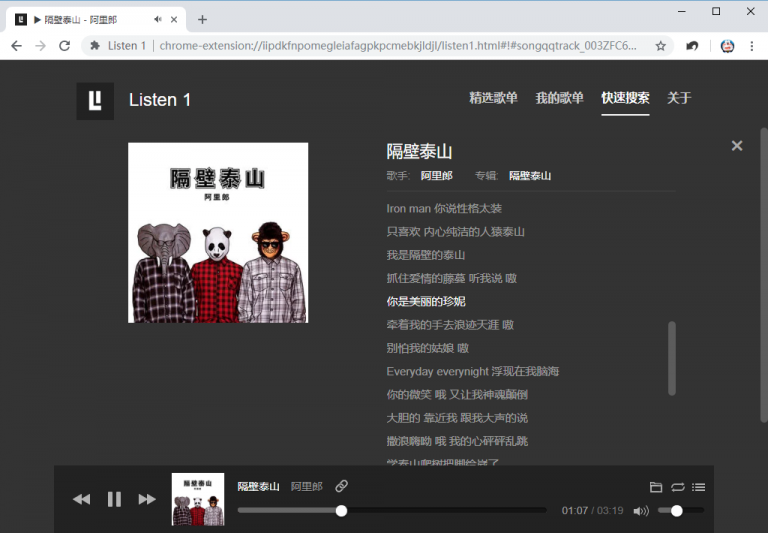 ▶ 隔壁泰山 - 阿里郎
Listen 1 | chrome-extension://iipdkfnpomegleiafagpkpcmebkjldjl/listen1.html#!#songqqtrack_003ZFC6...
Listen 1
精选歌单 我的歌单 快速搜索 关于
隔壁泰山
阿里郎
隔壁泰山
歌手: 阿里郎 专辑: 隔壁泰山
Iron man 你说性格太装
只喜欢 内心纯洁的人猿泰山
我是隔壁的泰山
抓住爱情的藤蔓 听我说 嗷
你是美丽的珍妮
牵着我的手去浪迹天涯 嗷
别怕我的姑娘 嗷
Everyday everynight 浮现在我脑海
你的微笑 哦 又让我神魂颠倒
大胆的 靠近我 跟我大声的说
撒浪嗨呦 哦 我的心砰砰乱跳
隔壁泰山 阿里郎
01:07 / 03:19